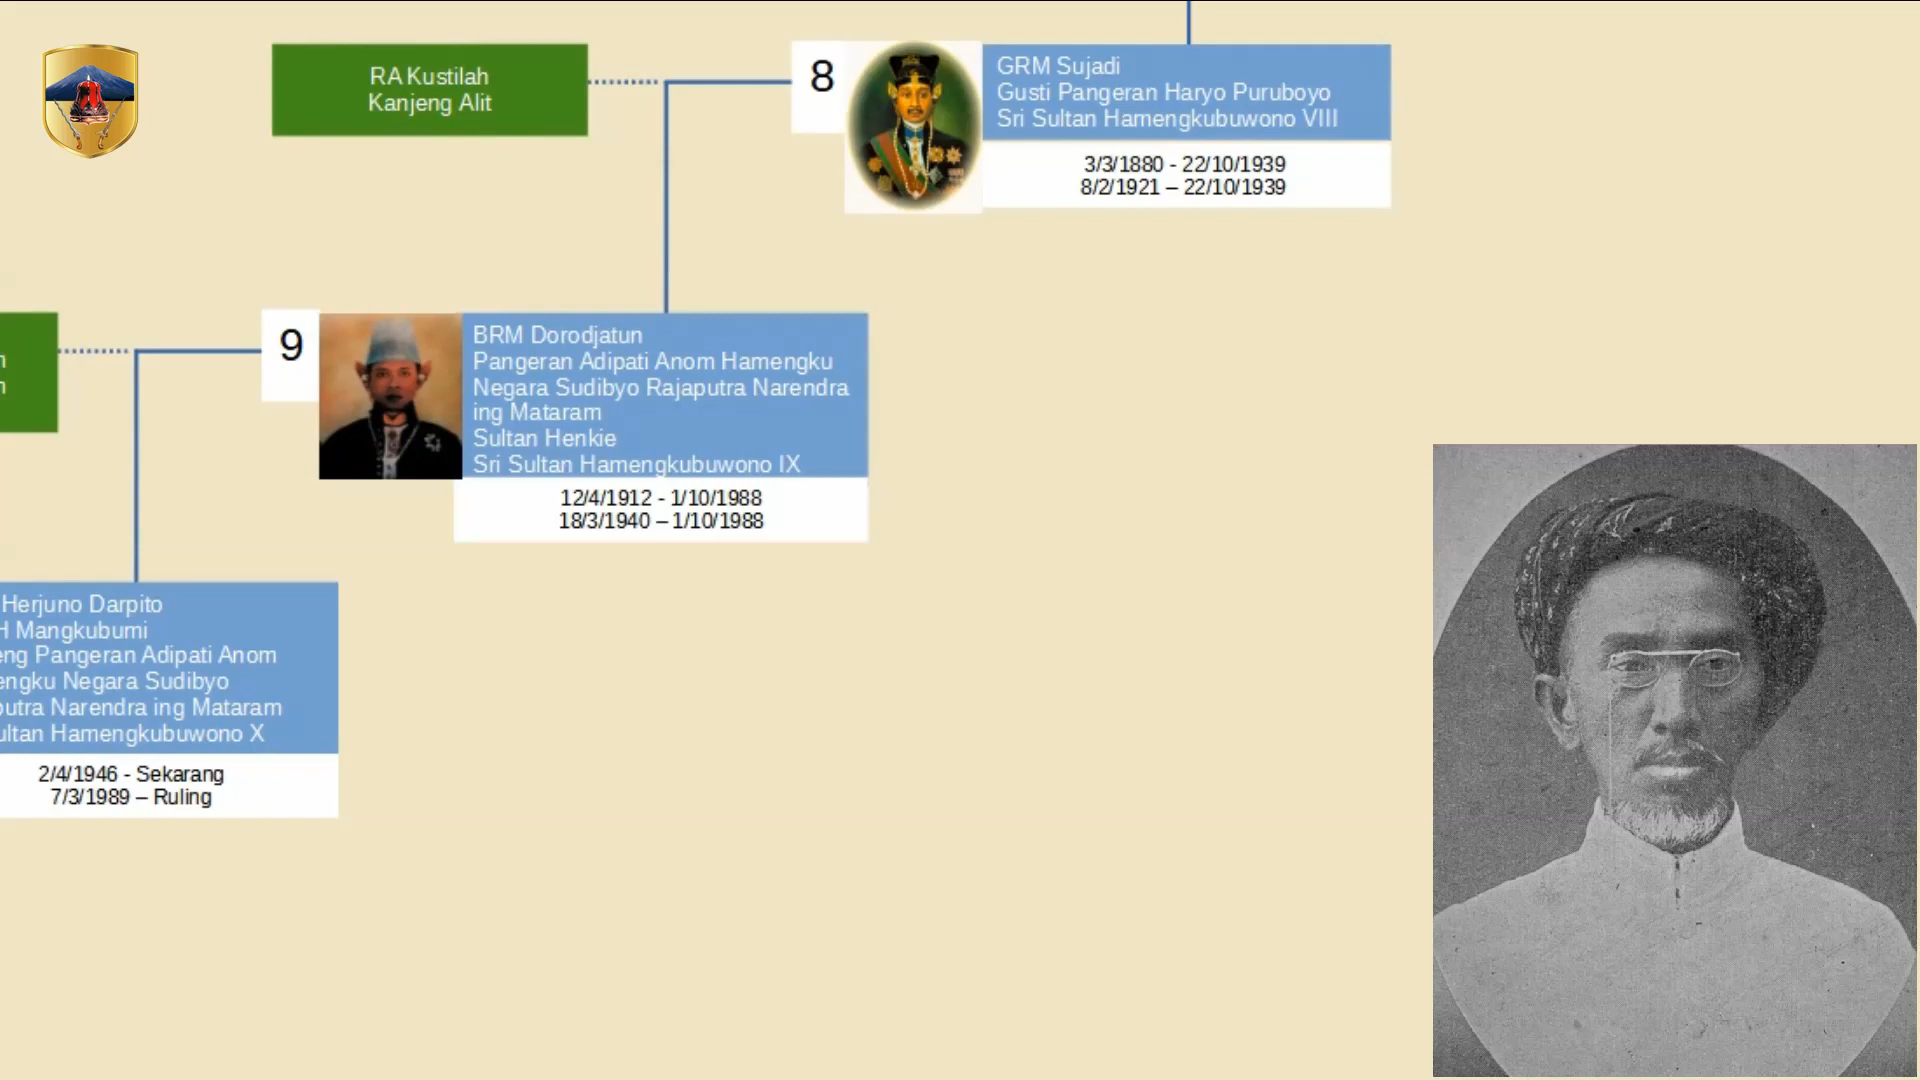 RA Kustilah
Kanjeng Alit
8
GRM Sujadi
Gusti Pangeran Haryo Puruboyo
Sri Sultan Hamengkubuwono VIII
3/3/1880 - 22/10/1939
8/2/1921 – 22/10/1939
9
BRM Dorodjatun
Pangeran Adipati Anom Hamengku
Negara Sudibyo Rajaputra Narendra
ing Mataram
Sultan Henkie
Sri Sultan Hamengkubuwono IX
12/4/1912 - 1/10/1988
18/3/1940 – 1/10/1988
Herjuno Darpito
H Mangkubumi
eng Pangeran Adipati Anom
engku Negara Sudibyo
putra Narendra ing Mataram
ultan Hamengkubuwono X
2/4/1946 - Sekarang
7/3/1989 – Ruling